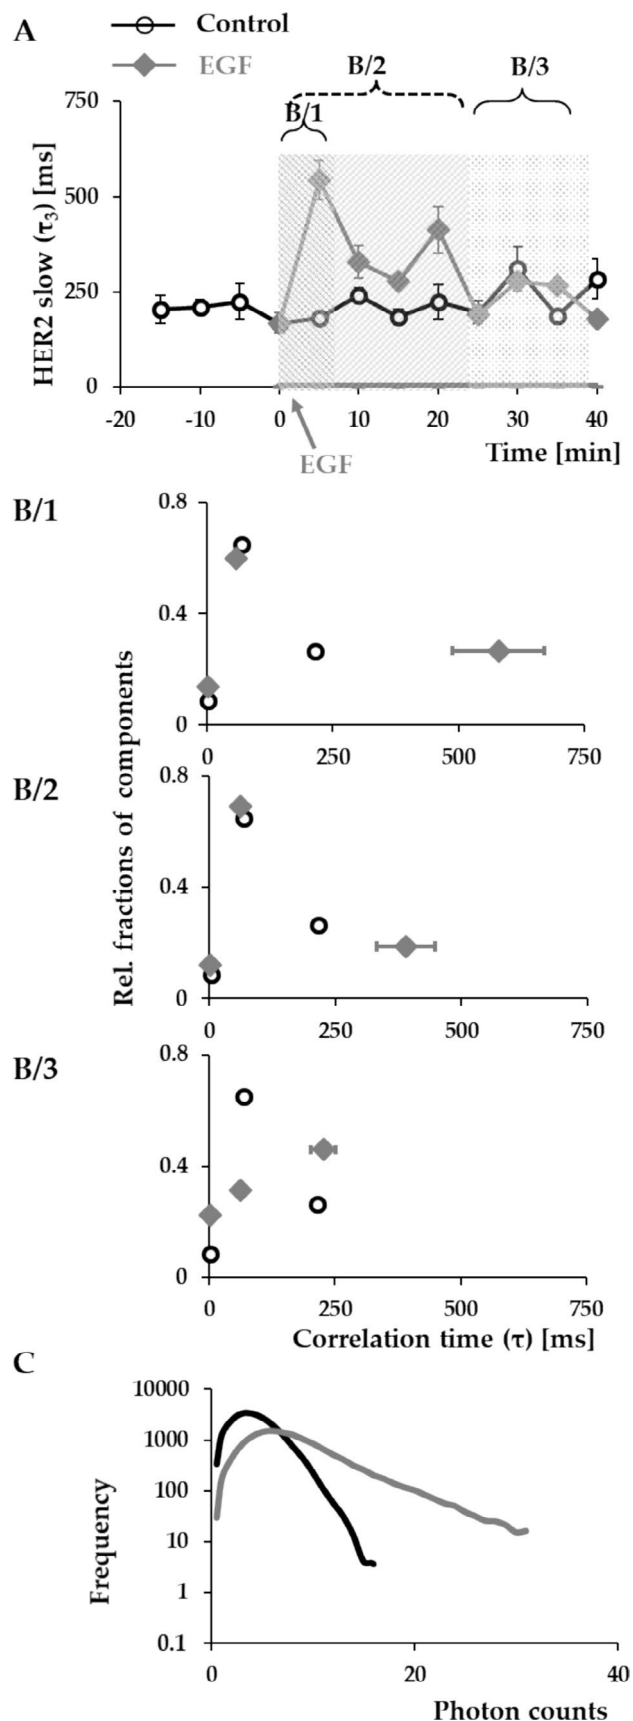 A
Control
EGF
B/1
B/2
B/3
750
500
250
0
HER2 slow (τ3) [ms]
-20
-10
0
10
20
30
40
Time [min]
EGF
B/1
0.8
0.4
0
0
250
500
750
B/2
0.8
0.4
0
0
250
500
750
Rel. fractions of components
B/3
0.8
0.4
0
0
250
500
750
Correlation time (τ) [ms]
C
10000
1000
100
10
1
0.1
Frequency
0
20
40
Photon counts